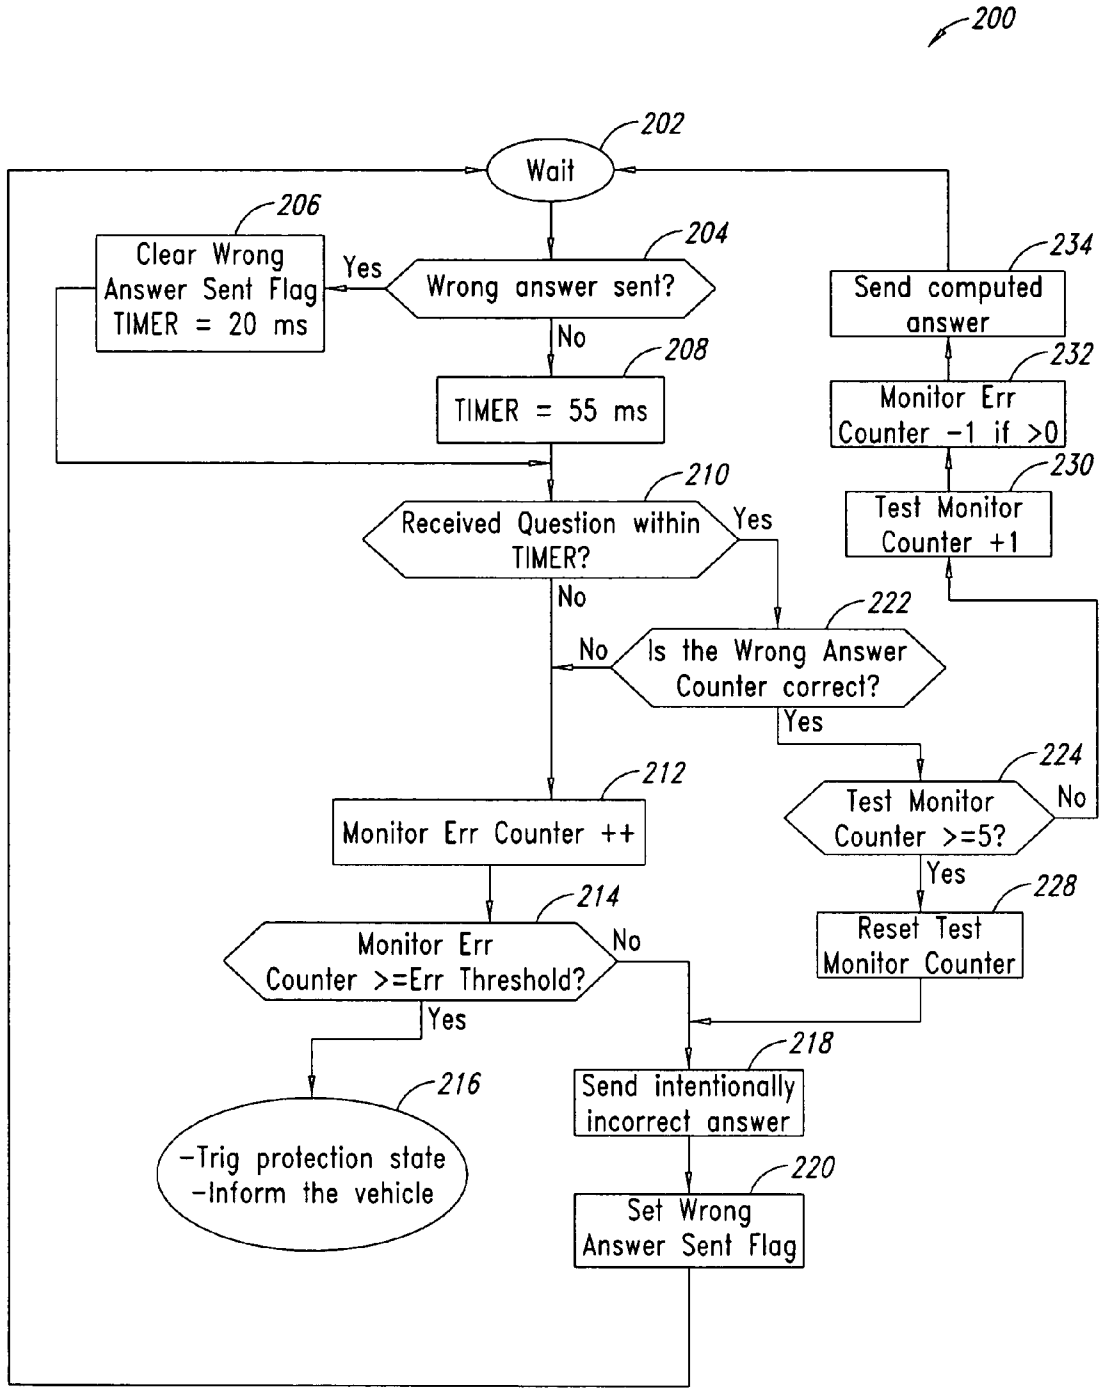 200
202
Wait
206
Clear Wrong
Answer Sent Flag
TIMER = 20 ms
Yes
204
Wrong answer sent?
No
208
TIMER = 55 ms
210
Received Question within
TIMER?
Yes
No
222
Is the Wrong Answer
Counter correct?
No
Yes
224
Test Monitor
Counter >=5?
No
Yes
228
Reset Test
Monitor Counter
230
Test Monitor
Counter +1
232
Monitor Err
Counter -1 if >0
234
Send computed
answer
212
Monitor Err Counter ++
214
Monitor Err
Counter >=Err Threshold?
No
Yes
216
-Trig protection state
-Inform the vehicle
218
Send intentionally
incorrect answer
220
Set Wrong
Answer Sent Flag